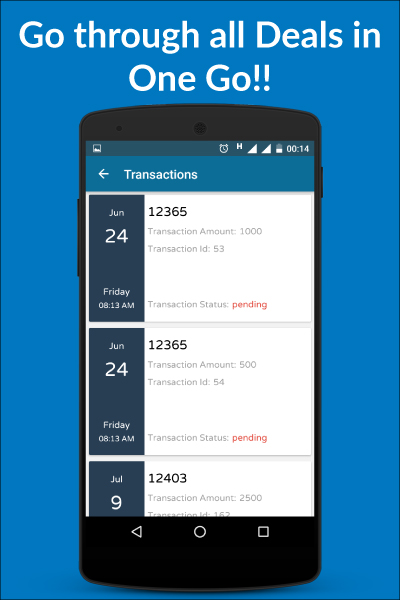 Go through all Deals in
One Go!!
H 00:14
Transactions
Jun
24
Friday
08:13 AM
12365
Transaction Amount: 1000
Transaction Id: 53
Transaction Status: pending
Jun
24
Friday
08:13 AM
12365
Transaction Amount: 500
Transaction Id: 54
Transaction Status: pending
Jul
9
12403
Transaction Amount: 2500
Transaction Id: 162